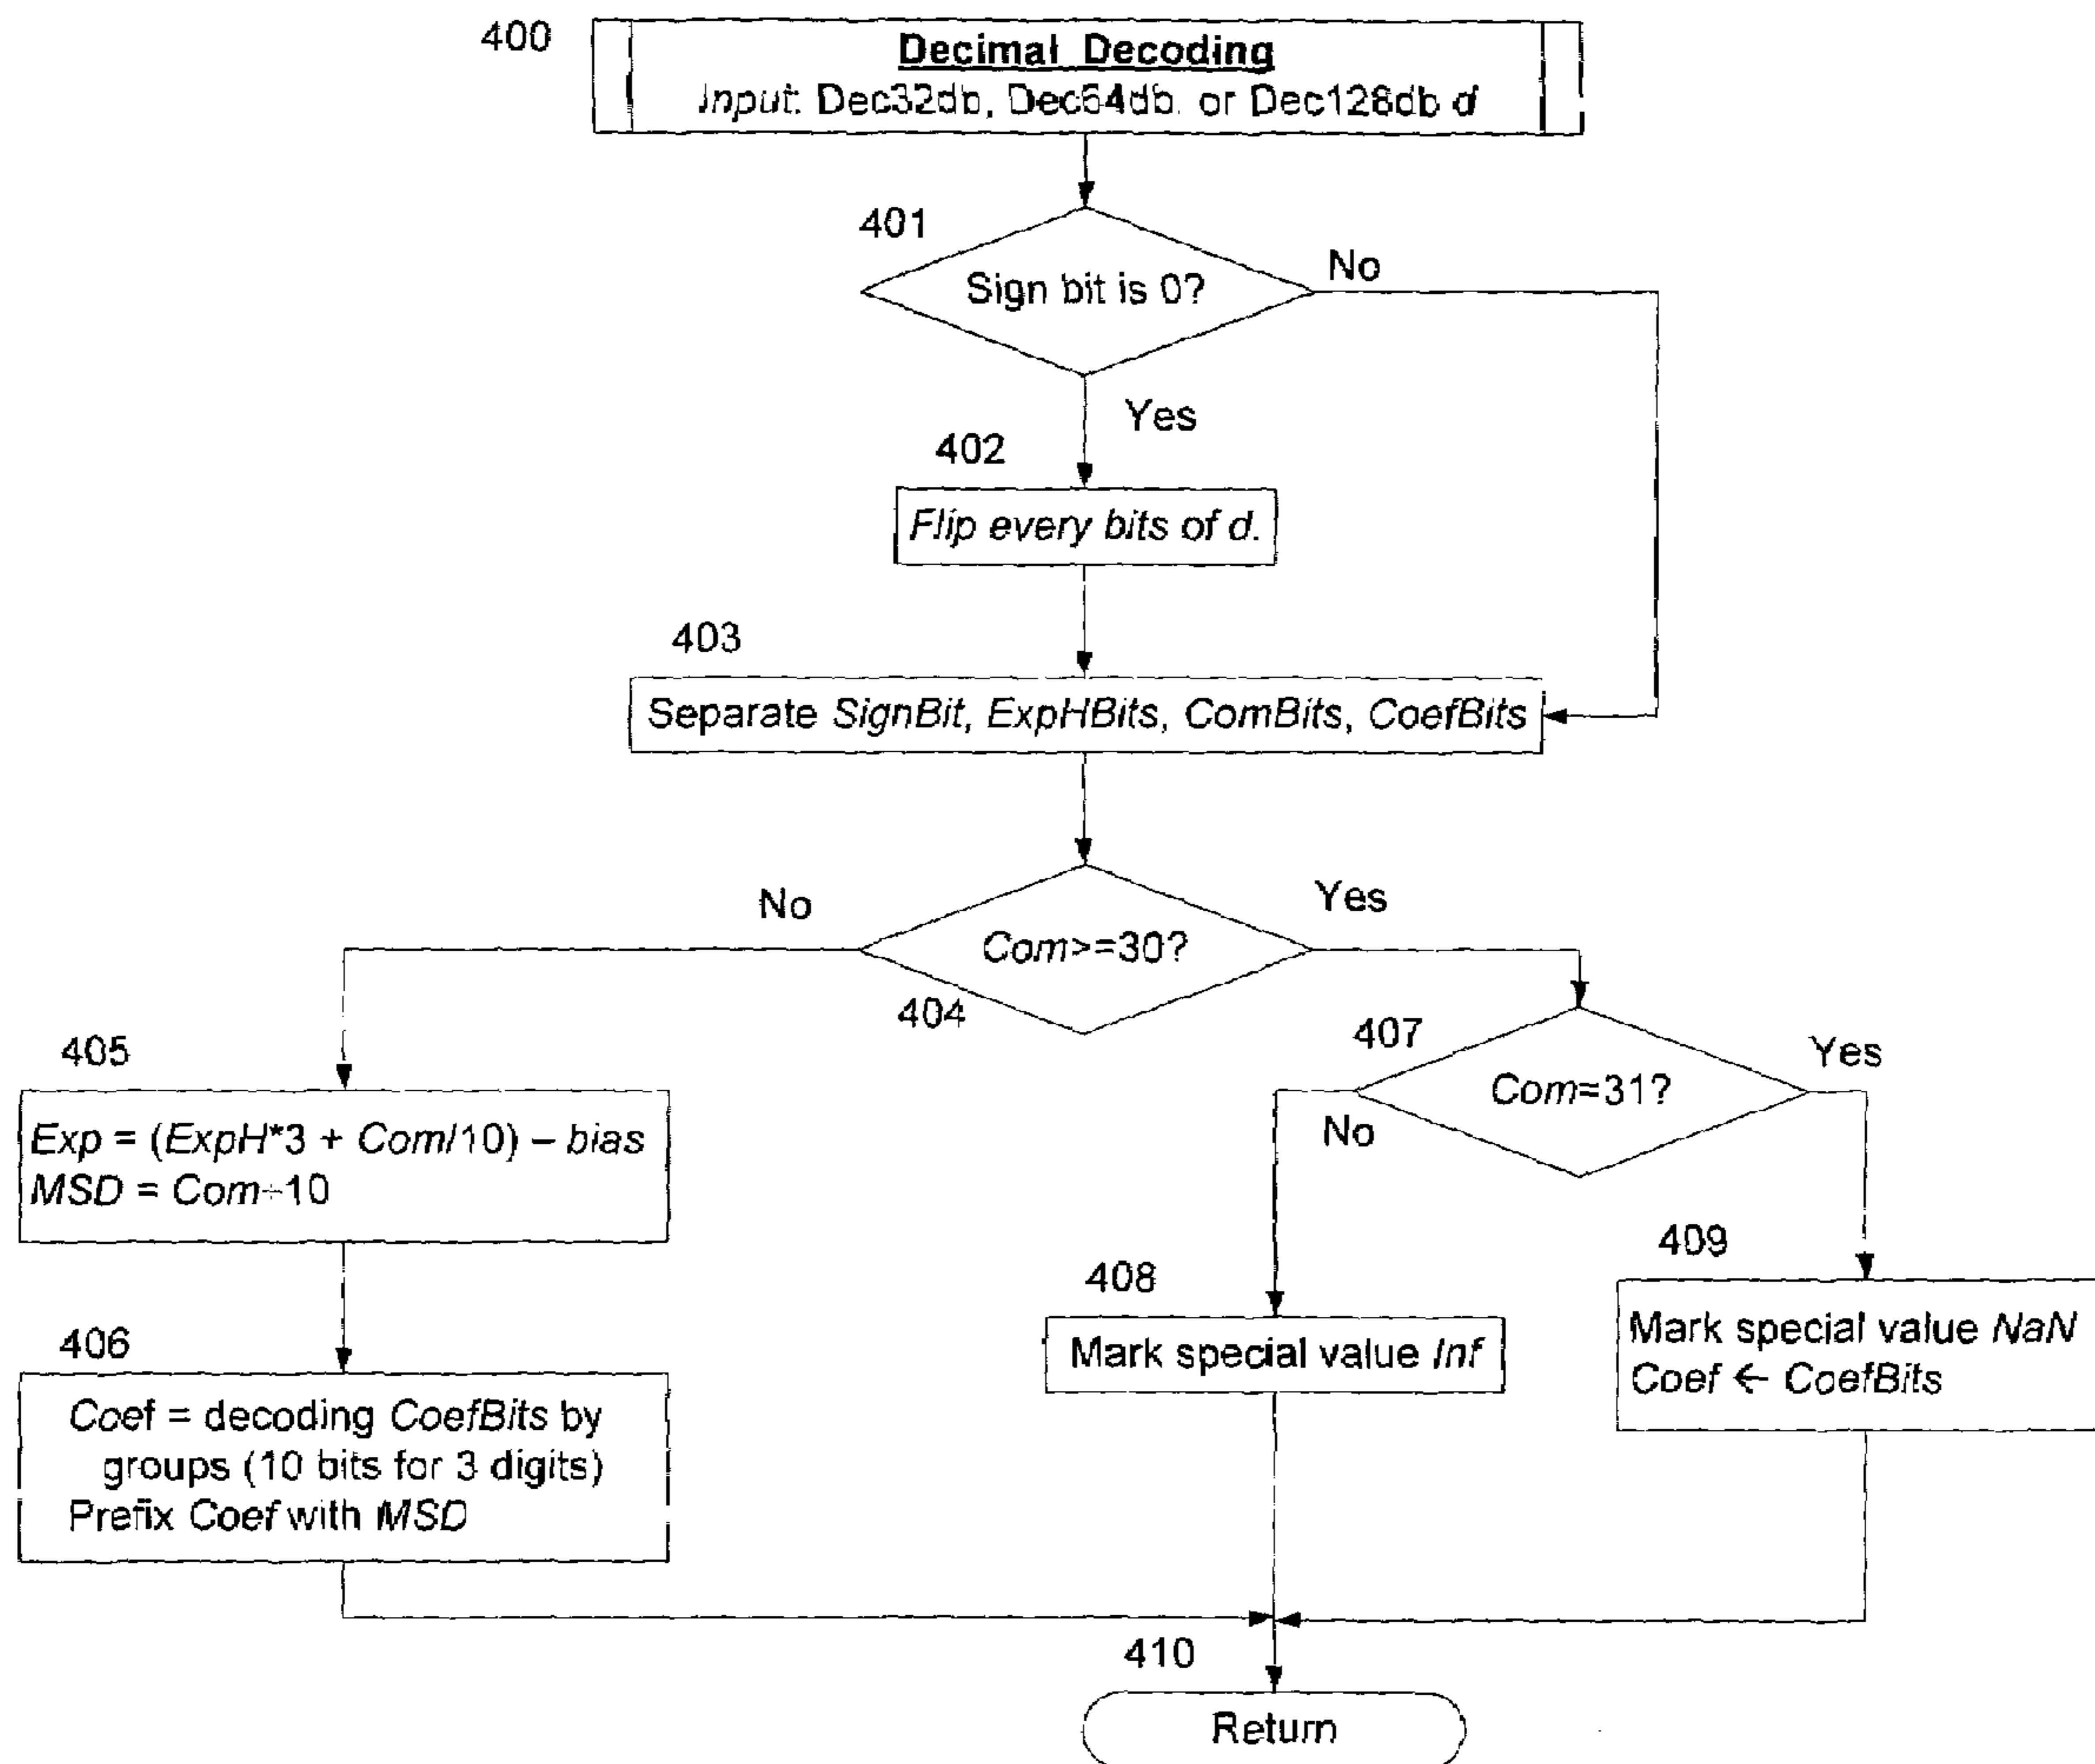 400
Decimal Decoding
Input: Dec32db, Dec64db, or Dec128db d
401
Sign bit is 0?
No
Yes
402
Flip every bits of d.
403
Separate SignBit, ExpHBits, ComBits, CoefBits
No
Yes
Com>=30?
404
405
Exp = (ExpH*3 + Com/10) – bias
MSD = Com÷10
407
Com=31?
Yes
No
406
Coef = decoding CoefBits by
groups (10 bits for 3 digits)
Prefix Coef with MSD
408
Mark special value Inf
409
Mark special value NaN
Coef ← CoefBits
410
Return